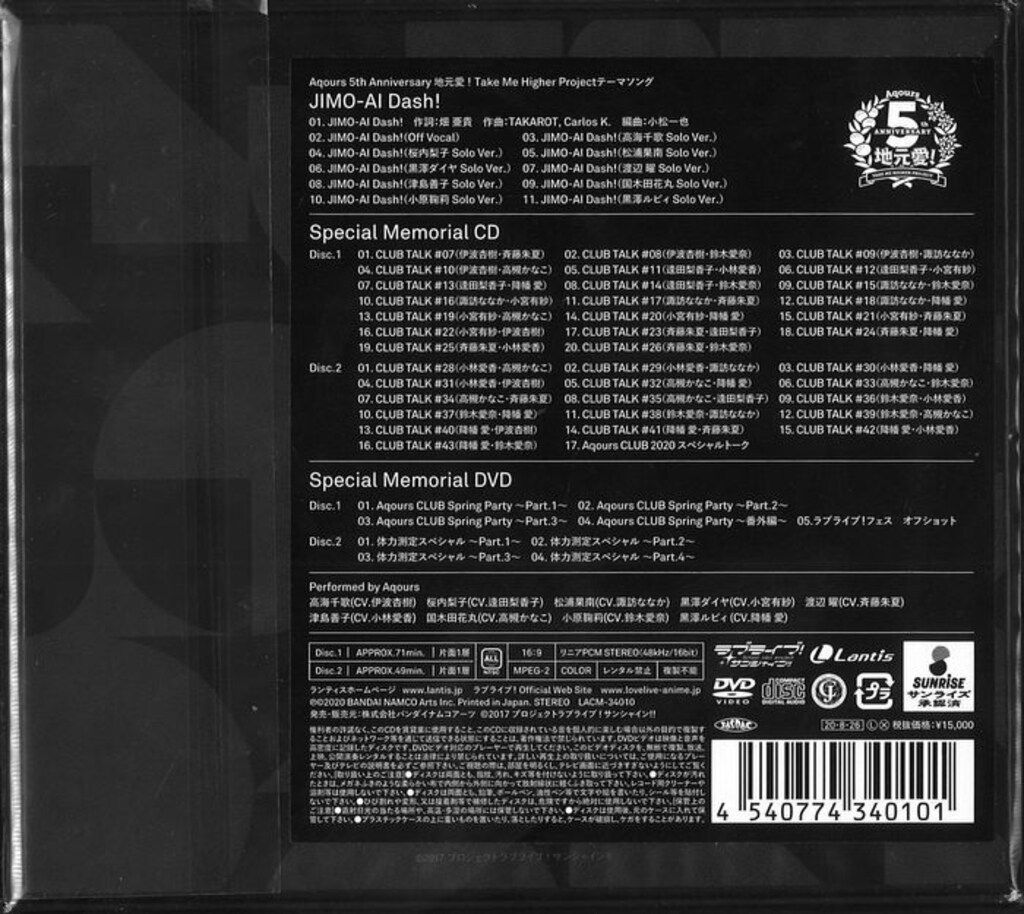 Aqours 5th Anniversary 地元愛！Take Me Higher Projectテーマソング
JIMO-AI Dash!
01. JIMO-AI Dash!　作詞：畑 亜貴　作曲：TAKAROT, Carlos K.　編曲：小松一也
02. JIMO-AI Dash!(Off Vocal)　03. JIMO-AI Dash!(高海千歌 Solo Ver.)
04. JIMO-AI Dash!(桜内梨子 Solo Ver.)　05. JIMO-AI Dash!(松浦果南 Solo Ver.)
06. JIMO-AI Dash!(黒澤ダイヤ Solo Ver.)　07. JIMO-AI Dash!(渡辺 曜 Solo Ver.)
08. JIMO-AI Dash!(津島善子 Solo Ver.)　09. JIMO-AI Dash!(国木田花丸 Solo Ver.)
10. JIMO-AI Dash!(小原鞠莉 Solo Ver.)　11. JIMO-AI Dash!(黒澤ルビィ Solo Ver.)
Aqours
5th
ANNIVERSARY
地元愛!
TAKE ME HIGHER PROJECT
Special Memorial CD
Disc.1　01. CLUB TALK #07(伊波杏樹・斉藤朱夏)　02. CLUB TALK #08(伊波杏樹・鈴木愛奈)　03. CLUB TALK #09(伊波杏樹・諏訪ななか)
04. CLUB TALK #10(伊波杏樹・高槻かなこ)　05. CLUB TALK #11(逢田梨香子・小林愛香)　06. CLUB TALK #12(逢田梨香子・小宮有紗)
07. CLUB TALK #13(逢田梨香子・降幡 愛)　08. CLUB TALK #14(逢田梨香子・鈴木愛奈)　09. CLUB TALK #15(諏訪ななか・鈴木愛奈)
10. CLUB TALK #16(諏訪ななか・小宮有紗)　11. CLUB TALK #17(諏訪ななか・斉藤朱夏)　12. CLUB TALK #18(諏訪ななか・降幡 愛)
13. CLUB TALK #19(小宮有紗・高槻かなこ)　14. CLUB TALK #20(小宮有紗・降幡 愛)　15. CLUB TALK #21(小宮有紗・斉藤朱夏)
16. CLUB TALK #22(小宮有紗・伊波杏樹)　17. CLUB TALK #23(斉藤朱夏・逢田梨香子)　18. CLUB TALK #24(斉藤朱夏・降幡 愛)
19. CLUB TALK #25(斉藤朱夏・小林愛香)　20. CLUB TALK #26(斉藤朱夏・鈴木愛奈)
Disc.2　01. CLUB TALK #28(小林愛香・高槻かなこ)　02. CLUB TALK #29(小林愛香・諏訪ななか)　03. CLUB TALK #30(小林愛香・降幡 愛)
04. CLUB TALK #31(小林愛香・伊波杏樹)　05. CLUB TALK #32(高槻かなこ・降幡 愛)　06. CLUB TALK #33(高槻かなこ・鈴木愛奈)
07. CLUB TALK #34(高槻かなこ・斉藤朱夏)　08. CLUB TALK #35(高槻かなこ・逢田梨香子)　09. CLUB TALK #36(鈴木愛奈・小林愛香)
10. CLUB TALK #37(鈴木愛奈・降幡 愛)　11. CLUB TALK #38(鈴木愛奈・諏訪ななか)　12. CLUB TALK #39(鈴木愛奈・高槻かなこ)
13. CLUB TALK #40(降幡 愛・伊波杏樹)　14. CLUB TALK #41(降幡 愛・斉藤朱夏)　15. CLUB TALK #42(降幡 愛・小林愛香)
16. CLUB TALK #43(降幡 愛・鈴木愛奈)　17. Aqours CLUB 2020 スペシャルトーク
Special Memorial DVD
Disc.1　01. Aqours CLUB Spring Party ～Part.1～　02. Aqours CLUB Spring Party ～Part.2～
03. Aqours CLUB Spring Party ～Part.3～　04. Aqours CLUB Spring Party ～番外編～　05.ラブライブ！フェス　オフショット
Disc.2　01. 体力測定スペシャル ～Part.1～　02. 体力測定スペシャル ～Part.2～
03. 体力測定スペシャル ～Part.3～　04. 体力測定スペシャル ～Part.4～
Performed by Aqours
高海千歌(CV.伊波杏樹)　桜内梨子(CV.逢田梨香子)　松浦果南(CV.諏訪ななか)　黒澤ダイヤ(CV.小宮有紗)　渡辺 曜(CV.斉藤朱夏)
津島善子(CV.小林愛香)　国木田花丸(CV.高槻かなこ)　小原鞠莉(CV.鈴木愛奈)　黒澤ルビィ(CV.降幡 愛)
Disc.1　APPROX.71min.　片面1層　ALL　16:9　リニアPCM STEREO(48kHz/16bit)
Disc.2　APPROX.49min.　片面1層　NTSC　MPEG-2　COLOR　レンタル禁止　複製不能
ランティスホームページ　www.lantis.jp　ラブライブ！Official Web Site　www.lovelive-anime.jp
©℗2020 BANDAI NAMCO Arts Inc. Printed in Japan. STEREO　LACM-34010
発売・販売元：株式会社バンダイナムコアーツ　©2017 プロジェクトラブライブ！サンシャイン!!
ラブライブ!
サンシャイン!!
Lantis
SUNRISE
サンライズ
承認済
DVD
VIDEO
COMPACT
disc
DIGITAL AUDIO
プラ
20・8・26 Ⓛ Ⓧ 税抜価格：¥15,000
4 540774 340101
©2017 プロジェクトラブライブ！サンシャイン!!